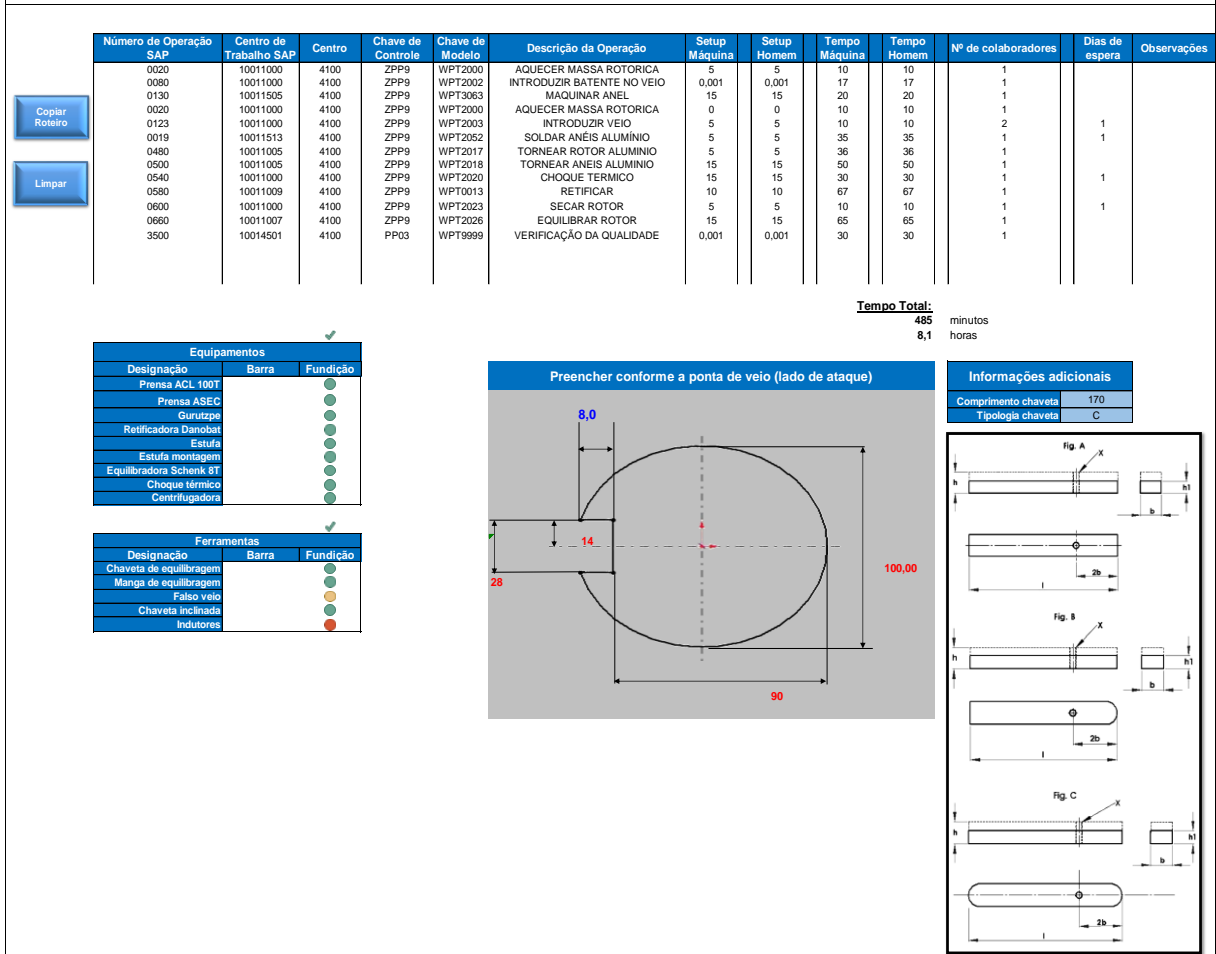 Número de Operação SAP Centro de Trabalho SAP Centro Chave de Controle Chave de Modelo Descrição da Operação Setup Máquina Setup Homem Tempo Máquina Tempo Homem Nº de colaboradores Dias de espera Observações
0020 10011000 4100 ZPP9 WPT2000 AQUECER MASSA ROTORICA 5 5 10 10 1
0080 10011000 4100 ZPP9 WPT2002 INTRODUZIR BATENTE NO VEIO 0,001 0,001 17 17 1
0130 10011505 4100 ZPP9 WPT3063 MAQUINAR ANEL 15 15 20 20 1
0020 10011000 4100 ZPP9 WPT2000 AQUECER MASSA ROTORICA 0 0 10 10 1
0123 10011000 4100 ZPP9 WPT2003 INTRODUZIR VEIO 5 5 10 10 2 1
0019 10011513 4100 ZPP9 WPT2052 SOLDAR ANÉIS ALUMÍNIO 5 5 35 35 1 1
0480 10011005 4100 ZPP9 WPT2017 TORNEAR ROTOR ALUMINIO 5 5 36 36 1
0500 10011005 4100 ZPP9 WPT2018 TORNEAR ANEIS ALUMINIO 15 15 50 50 1
0540 10011000 4100 ZPP9 WPT2020 CHOQUE TERMICO 15 15 30 30 1 1
0580 10011009 4100 ZPP9 WPT0013 RETIFICAR 10 10 67 67 1
0600 10011000 4100 ZPP9 WPT2023 SECAR ROTOR 5 5 10 10 1 1
0660 10011007 4100 ZPP9 WPT2026 EQUILIBRAR ROTOR 15 15 65 65 1
3500 10014501 4100 PP03 WPT9999 VERIFICAÇÃO DA QUALIDADE 0,001 0,001 30 30 1
Copiar
Roteiro
Limpar
Tempo Total:
485 minutos
8,1 horas
Equipamentos
Designação Barra Fundição
Prensa ACL 100T
Prensa ASEC
Gurutzpe
Retificadora Danobat
Estufa
Estufa montagem
Equilibradora Schenk 8T
Choque térmico
Centrifugadora
Ferramentas
Designação Barra Fundição
Chaveta de equilibragem
Manga de equilibragem
Falso veio
Chaveta inclinada
Indutores
Preencher conforme a ponta de veio (lado de ataque)
8,0
14
28
100,00
90
Informações adicionais
Comprimento chaveta 170
Tipologia chaveta C
Fig. A
X
h
h1
b
2b
l
Fig. B
X
h
h1
b
2b
l
Fig. C
X
h
h1
b
2b
l